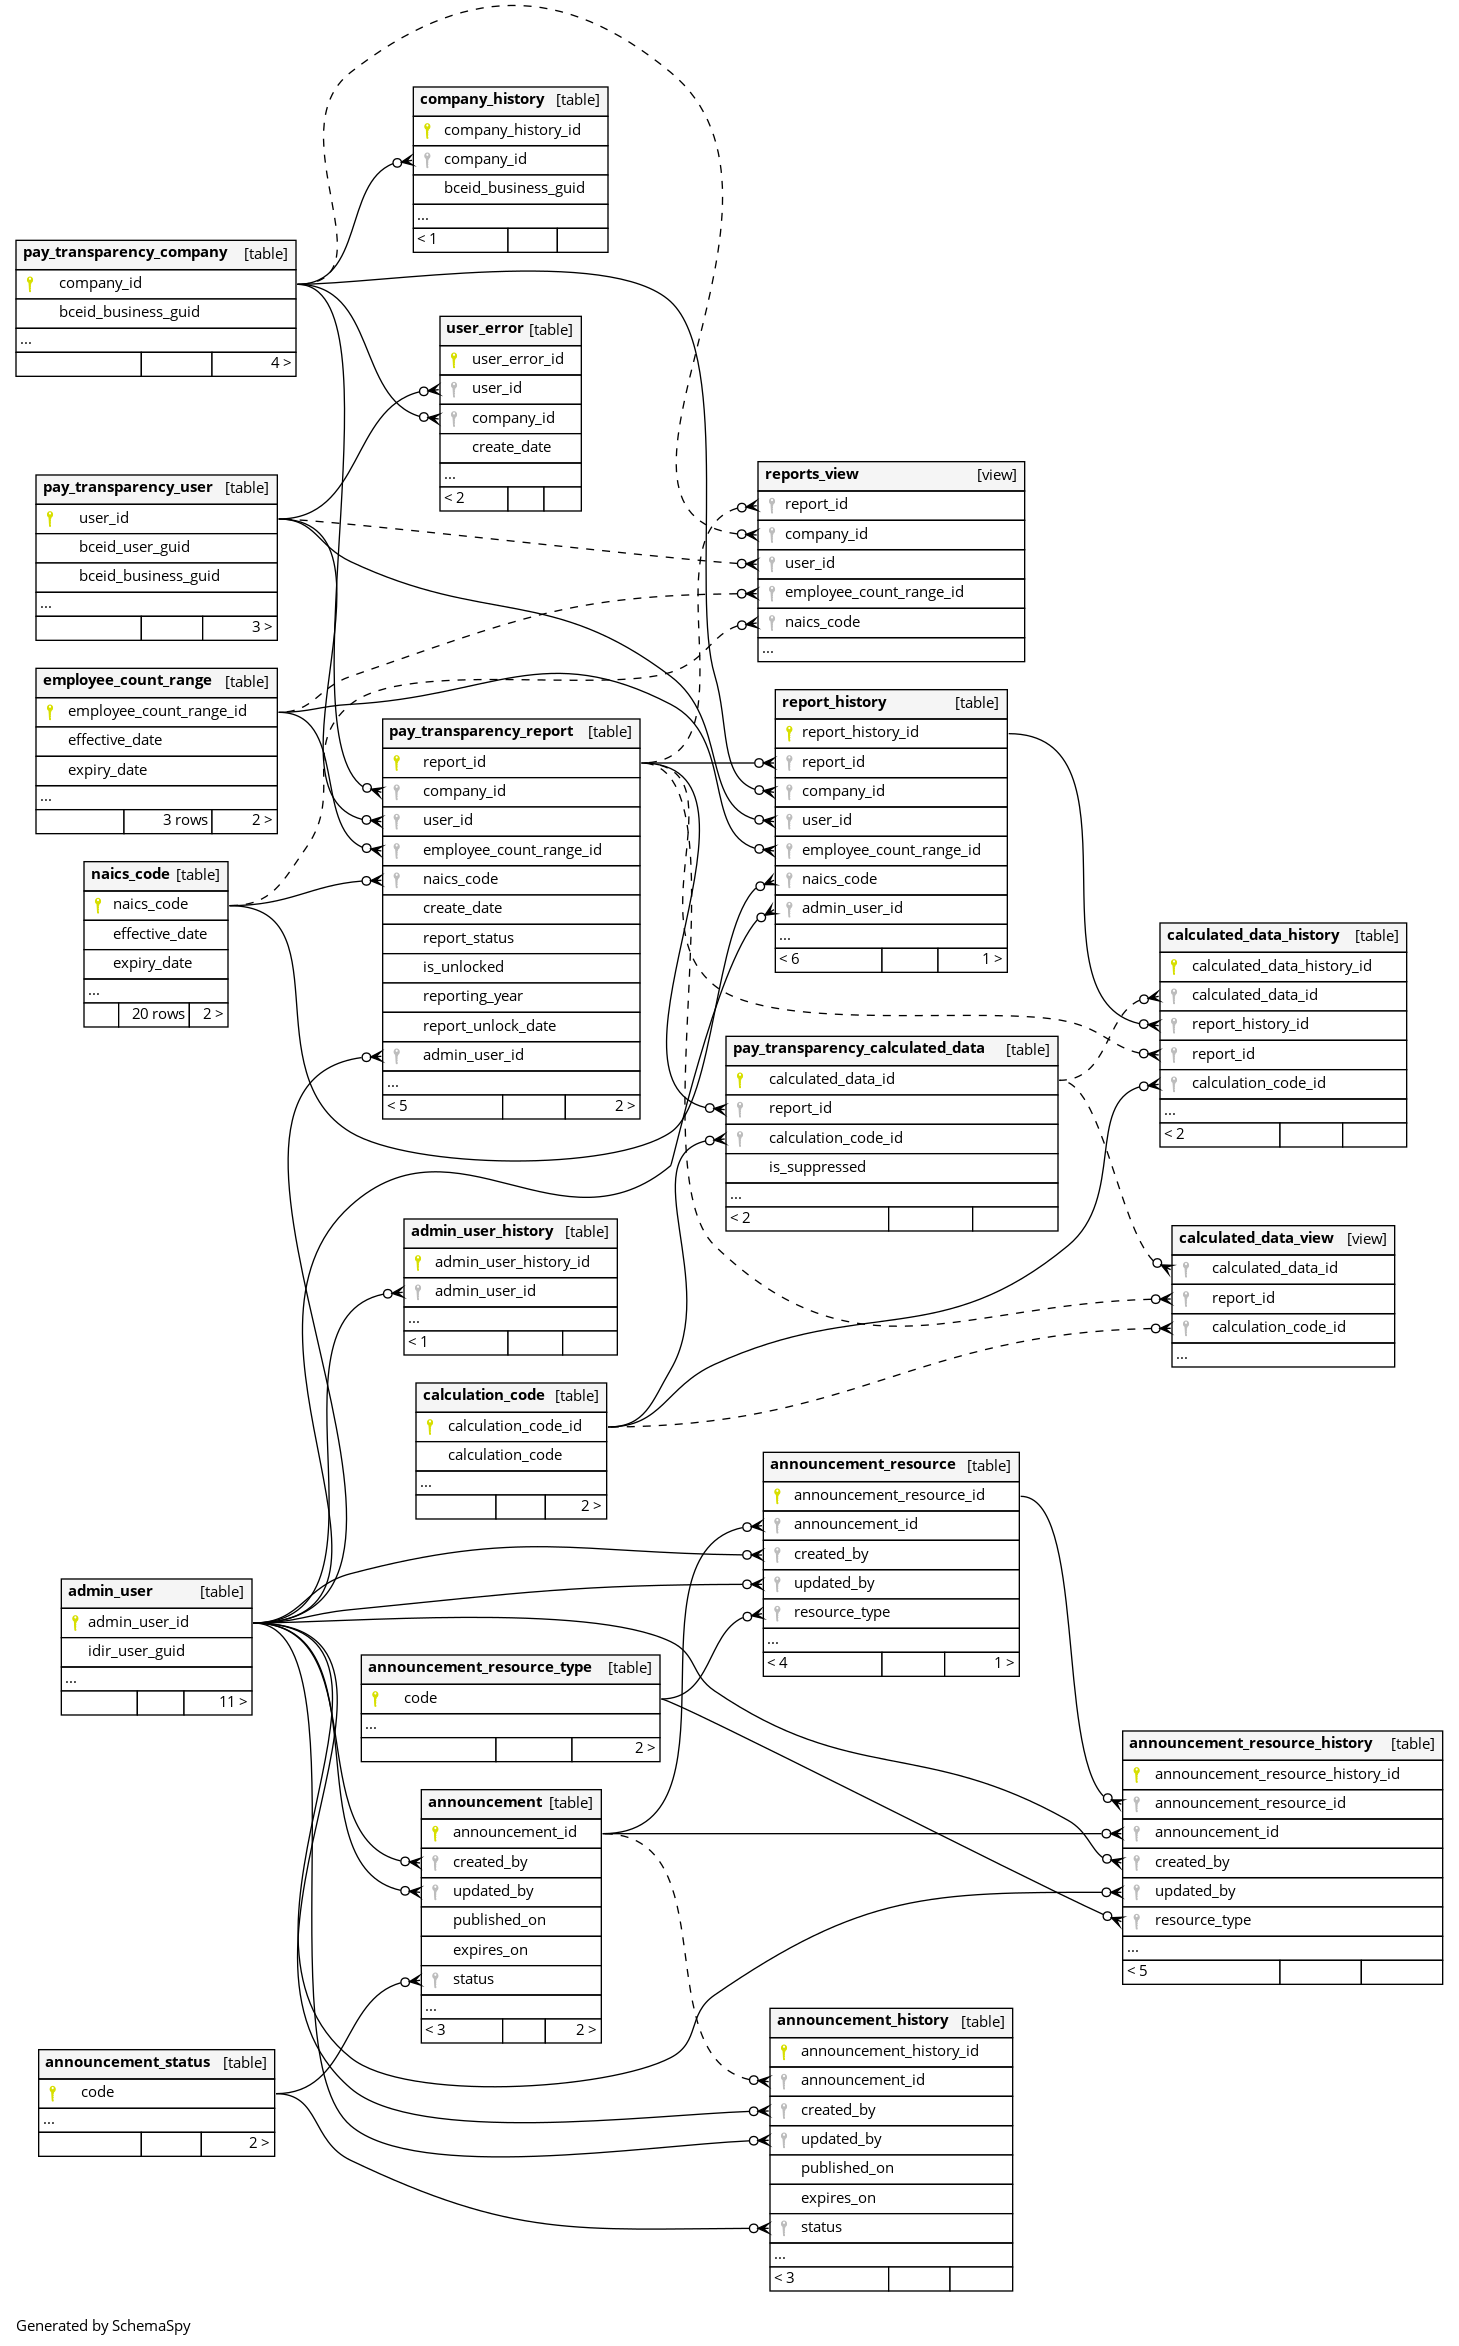 company_history [table]
company_history_id
company_id
bceid_business_guid
...
< 1
pay_transparency_company [table]
company_id
bceid_business_guid
...
4 >
user_error [table]
user_error_id
user_id
company_id
create_date
...
< 2
pay_transparency_user [table]
user_id
bceid_user_guid
bceid_business_guid
...
3 >
reports_view [view]
report_id
company_id
user_id
employee_count_range_id
naics_code
...
employee_count_range [table]
employee_count_range_id
effective_date
expiry_date
...
3 rows 2 >
pay_transparency_report [table]
report_id
company_id
user_id
employee_count_range_id
naics_code
create_date
report_status
is_unlocked
reporting_year
report_unlock_date
admin_user_id
...
< 5 2 >
report_history [table]
report_history_id
report_id
company_id
user_id
employee_count_range_id
naics_code
admin_user_id
...
< 6 1 >
naics_code [table]
naics_code
effective_date
expiry_date
...
20 rows 2 >
calculated_data_history [table]
calculated_data_history_id
calculated_data_id
report_history_id
report_id
calculation_code_id
...
< 2
pay_transparency_calculated_data [table]
calculated_data_id
report_id
calculation_code_id
is_suppressed
...
< 2
admin_user_history [table]
admin_user_history_id
admin_user_id
...
< 1
calculated_data_view [view]
calculated_data_id
report_id
calculation_code_id
...
calculation_code [table]
calculation_code_id
calculation_code
...
2 >
announcement_resource [table]
announcement_resource_id
announcement_id
created_by
updated_by
resource_type
...
< 4 1 >
admin_user [table]
admin_user_id
idir_user_guid
...
11 >
announcement_resource_type [table]
code
...
2 >
announcement_resource_history [table]
announcement_resource_history_id
announcement_resource_id
announcement_id
created_by
updated_by
resource_type
...
< 5
announcement [table]
announcement_id
created_by
updated_by
published_on
expires_on
status
...
< 3 2 >
announcement_history [table]
announcement_history_id
announcement_id
created_by
updated_by
published_on
expires_on
status
...
< 3
announcement_status [table]
code
...
2 >
Generated by SchemaSpy